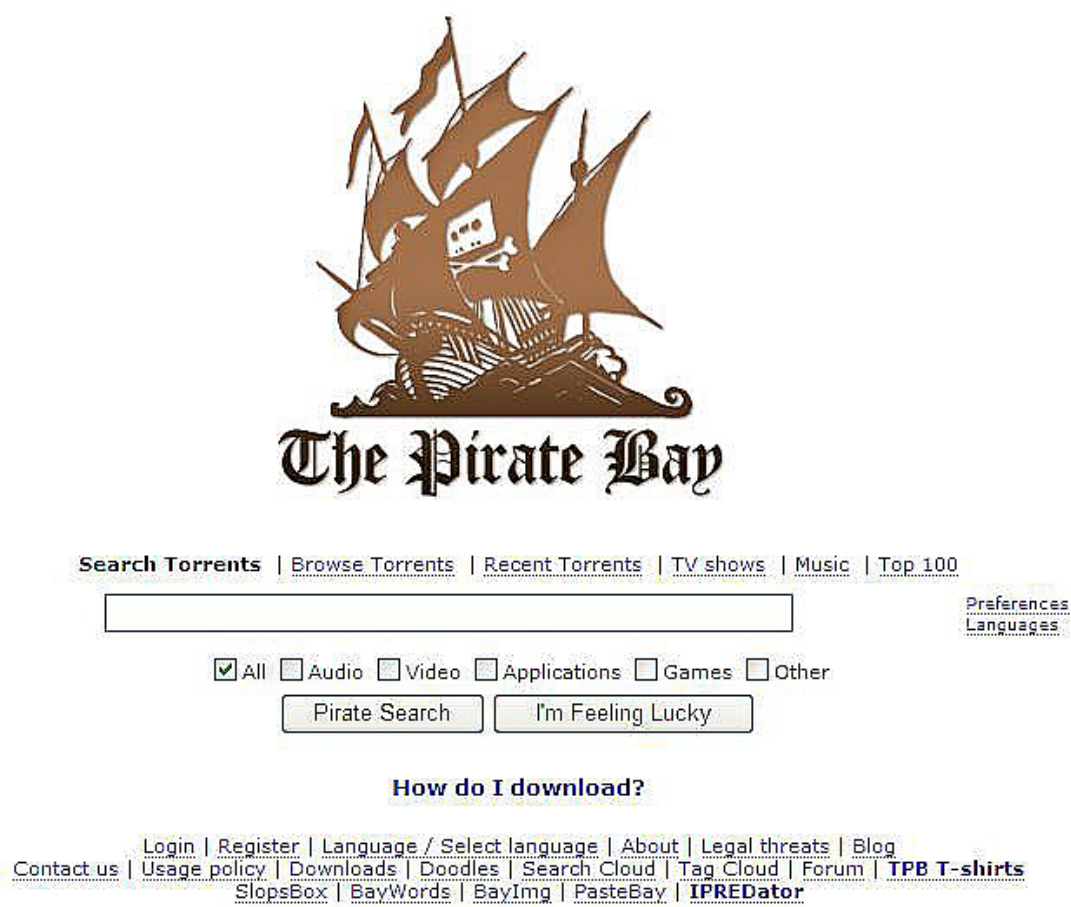 The Pirate Bay
Search Torrents | Browse Torrents | Recent Torrents | TV shows | Music | Top 100
Preferences
Languages
All Audio Video Applications Games Other
Pirate Search I'm Feeling Lucky
How do I download?
Login | Register | Language / Select language | About | Legal threats | Blog
Contact us | Usage policy | Downloads | Doodles | Search Cloud | Tag Cloud | Forum | TPB T-shirts
SlopsBox | BayWords | BayImg | PasteBay | IPREDator